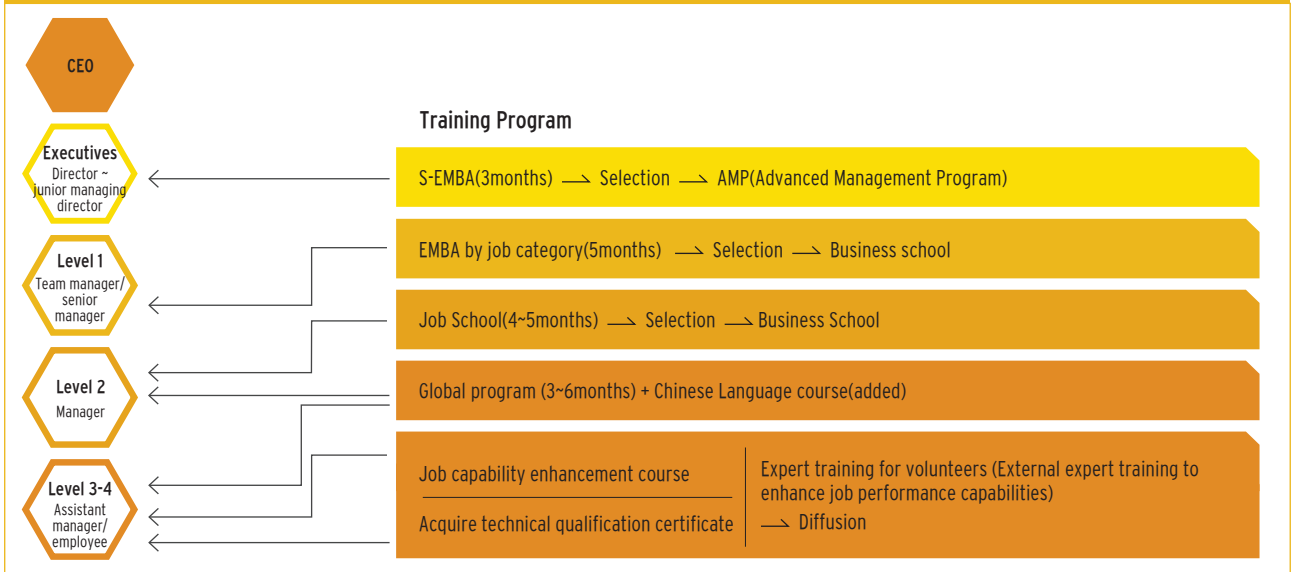 CEO
Executives
Director ~
junior managing
director
Level 1
Team manager/
senior
manager
Level 2
Manager
Level 3-4
Assistant
manager/
employee
Training Program
S-EMBA(3months) → Selection → AMP(Advanced Management Program)
EMBA by job category(5months) → Selection → Business school
Job School(4~5months) → Selection → Business School
Global program (3~6months) + Chinese Language course(added)
Job capability enhancement course
Acquire technical qualification certificate
Expert training for volunteers (External expert training to
enhance job performance capabilities)
→ Diffusion